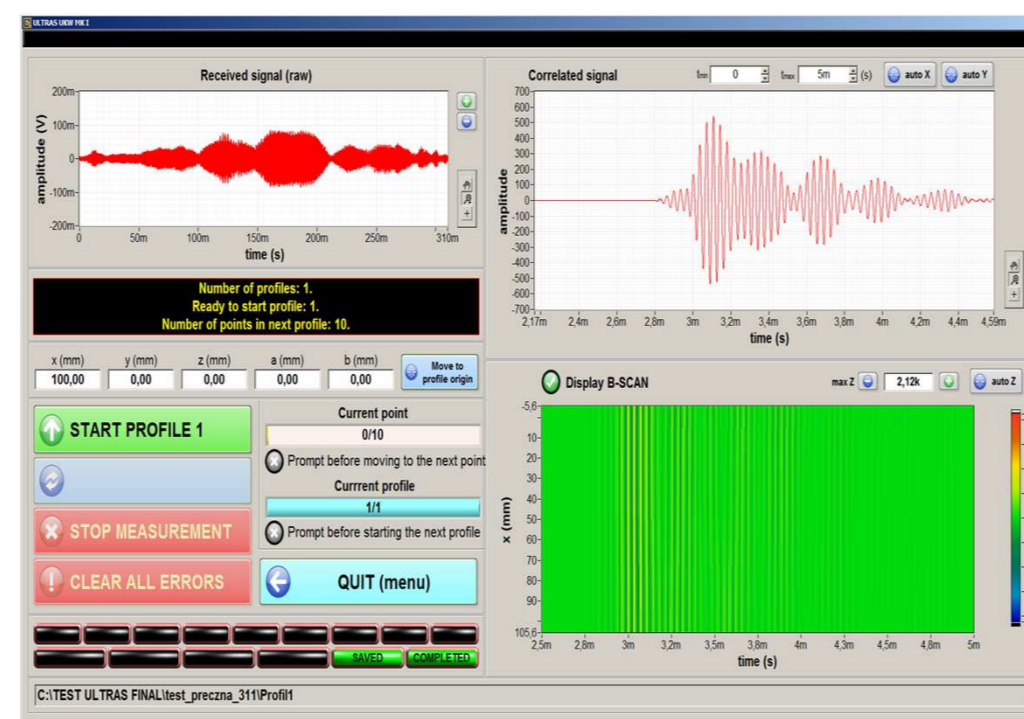 ULTRAS UKW MK I
Received signal (raw)
200m
100m
0
-100m
-200m
amplitude (V)
0 50m 100m 150m 200m 250m 310m
time (s)
Correlated signal
tmin 0 tmax 5m (s) auto X auto Y
700
600
500
400
300
200
100
0
-100
-200
-300
-400
-500
-600
-700
amplitude
2,17m 2,4m 2,6m 2,8m 3m 3,2m 3,4m 3,6m 3,8m 4m 4,2m 4,4m 4,59m
time (s)
Number of profiles: 1.
Ready to start profile: 1.
Number of points in next profile: 10.
x (mm) y (mm) z (mm) a (mm) b (mm)
100,00 0,00 0,00 0,00 0,00
Move to
profile origin
START PROFILE 1
STOP MEASUREMENT
CLEAR ALL ERRORS
Current point
0/10
Prompt before moving to the next point
Currrent profile
1/1
Prompt before starting the next profile
QUIT (menu)
SAVED COMPLETED
Display B-SCAN
max Z 2,12k auto Z
-5,6
10
20
30
40
50
60
70
80
90
105,6
x (mm)
2,5m 2,8m 3m 3,2m 3,5m 3,8m 4m 4,3m 4,5m 4,8m 5m
time (s)
C:\TEST ULTRAS FINAL\test_preczna_311\Profil1